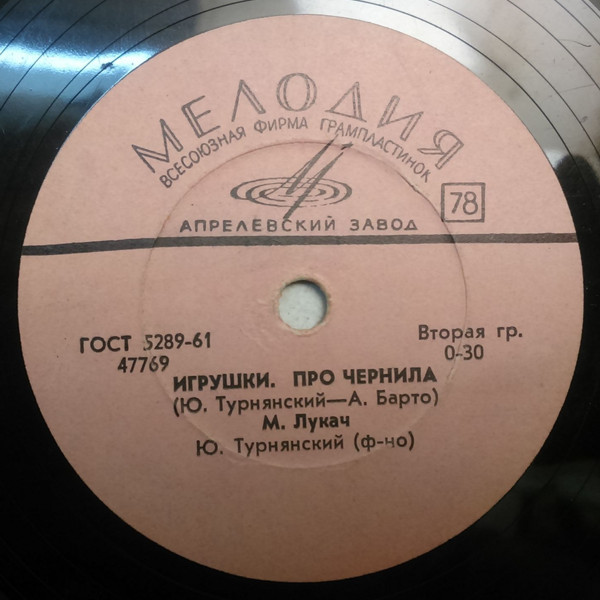 МЕЛОДИЯ
ВСЕСОЮЗНАЯ ФИРМА ГРАМПЛАСТИНОК
78
АПРЕЛЕВСКИЙ ЗАВОД
ГОСТ 5289-61
47769
Вторая гр.
0-30
ИГРУШКИ. ПРО ЧЕРНИЛА
(Ю. Турнянский—А. Барто)
М. Лукач
Ю. Турнянский (ф-но)